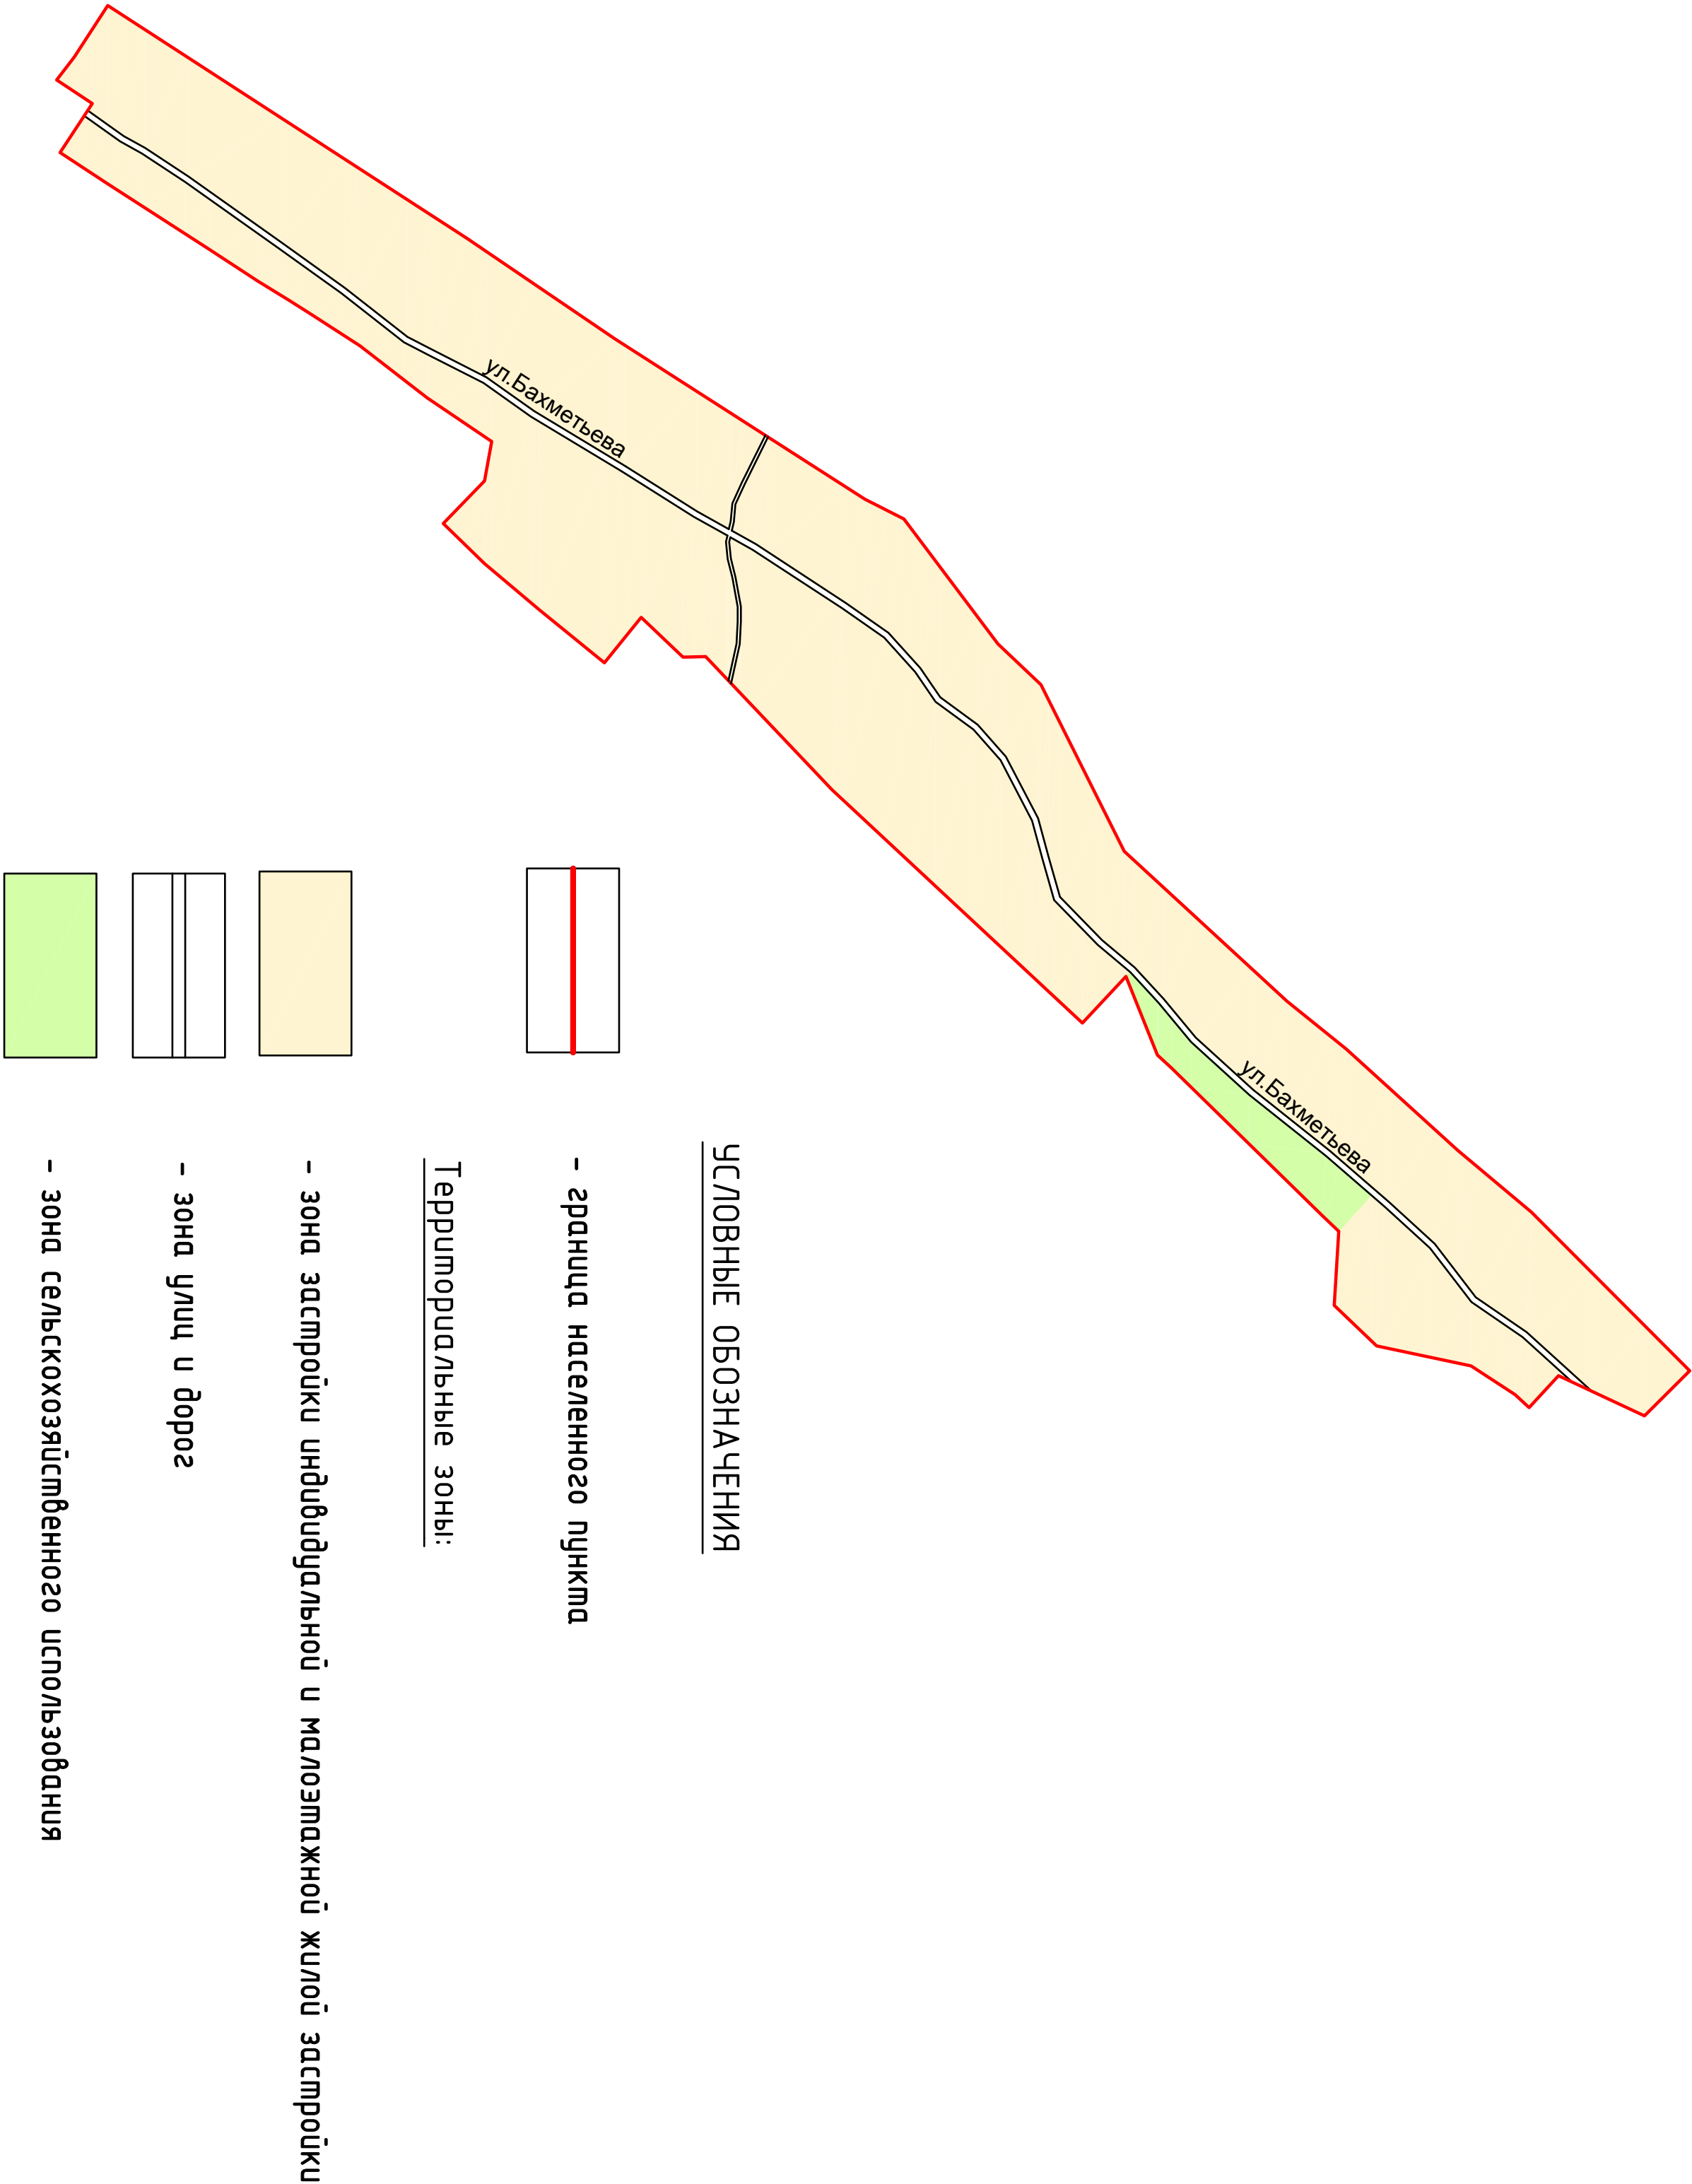 ул.Бахметьева
ул.Бахметьева
УСЛОВНЫЕ ОБОЗНАЧЕНИЯ
- граница населенного пункта
Территориальные зоны:
- зона застройки индивидуальной и малоэтажной жилой застройки
- зона улиц и дорог
- зона сельскохозяйственного использования